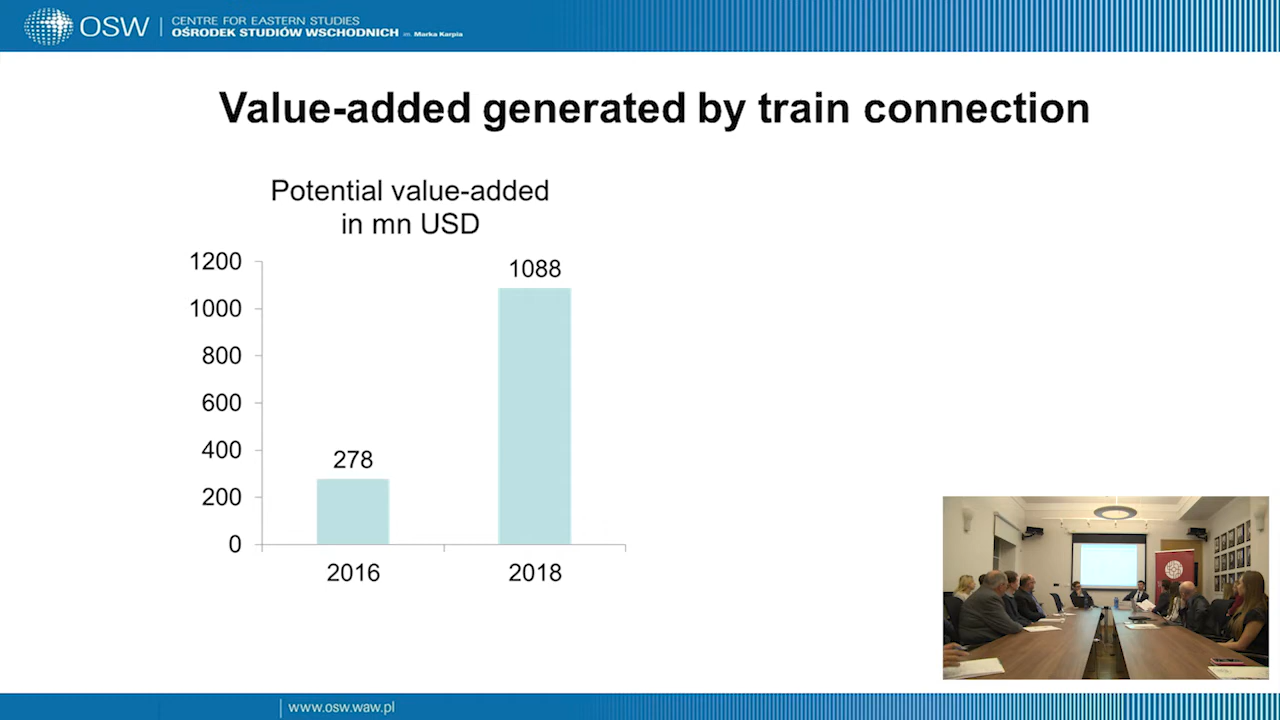 OSW
CENTRE FOR EASTERN STUDIES
OŚRODEK STUDIÓW WSCHODNICH im. Marka Karpia
Value-added generated by train connection
Potential value-added
in mn USD
1200
1000
800
600
400
200
0
278
1088
2016
2018
www.osw.waw.pl